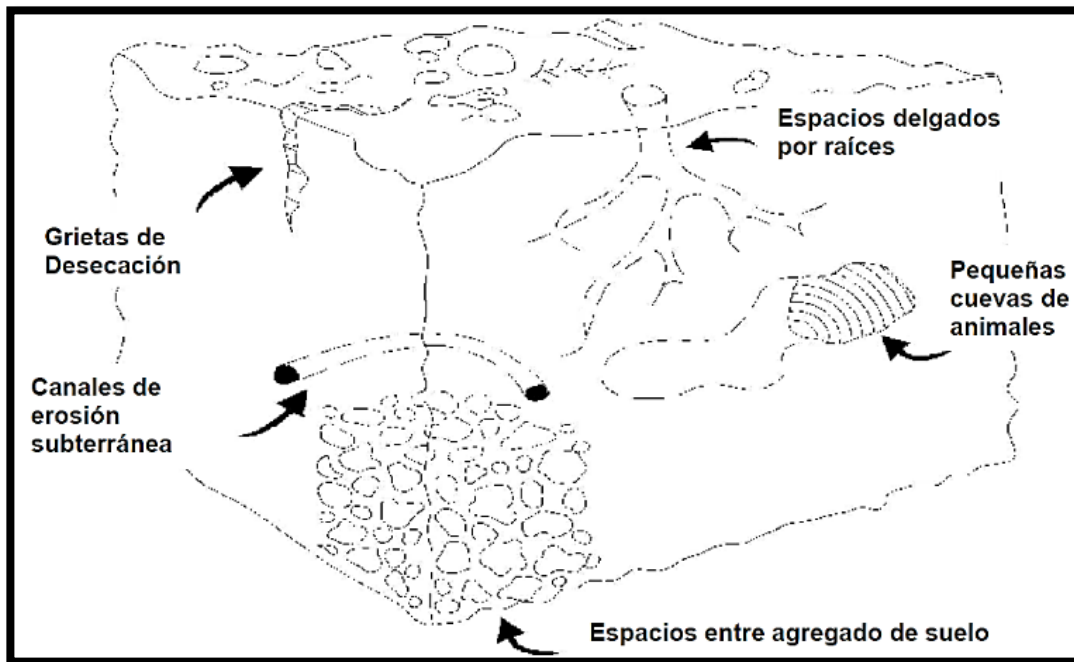 Espacios delgados
por raíces
Grietas de
Desecación
Pequeñas
cuevas de
animales
Canales de
erosión
subterránea
Espacios entre agregado de suelo